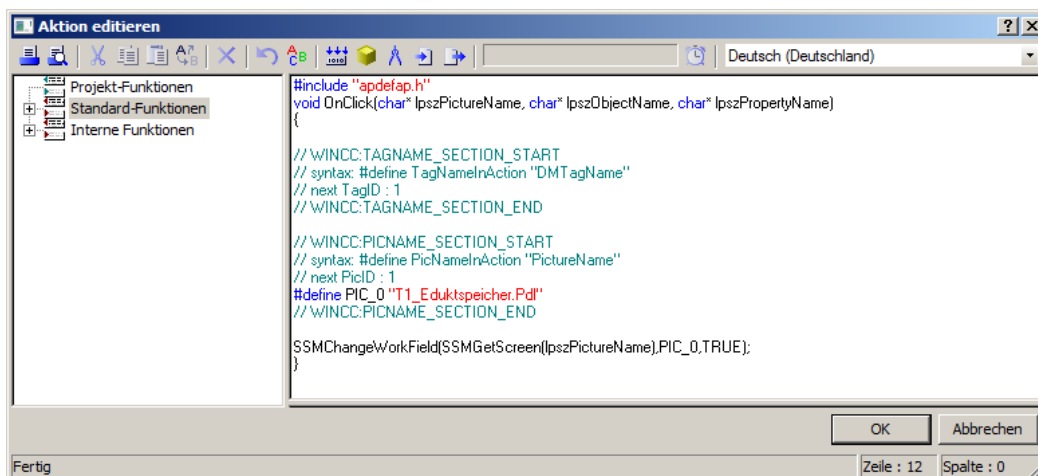 Aktion editieren
Deutsch (Deutschland)
Projekt-Funktionen
Standard-Funktionen
Interne Funktionen
#include "apdefap.h"
void OnClick(char* lpszPictureName, char* lpszObjectName, char* lpszPropertyName)
{
// WINCC:TAGNAME_SECTION_START
// syntax: #define TagNameInAction "DMTagName"
// next TagID : 1
// WINCC:TAGNAME_SECTION_END
// WINCC:PICNAME_SECTION_START
// syntax: #define PicNameInAction "PictureName"
// next PicID : 1
#define PIC_0 "T1_Eduktspeicher.Pdl"
// WINCC:PICNAME_SECTION_END
SSMChangeWorkField(SSMGetScreen(lpszPictureName),PIC_0,TRUE);
}
OK
Abbrechen
Fertig
Zeile : 12
Spalte : 0